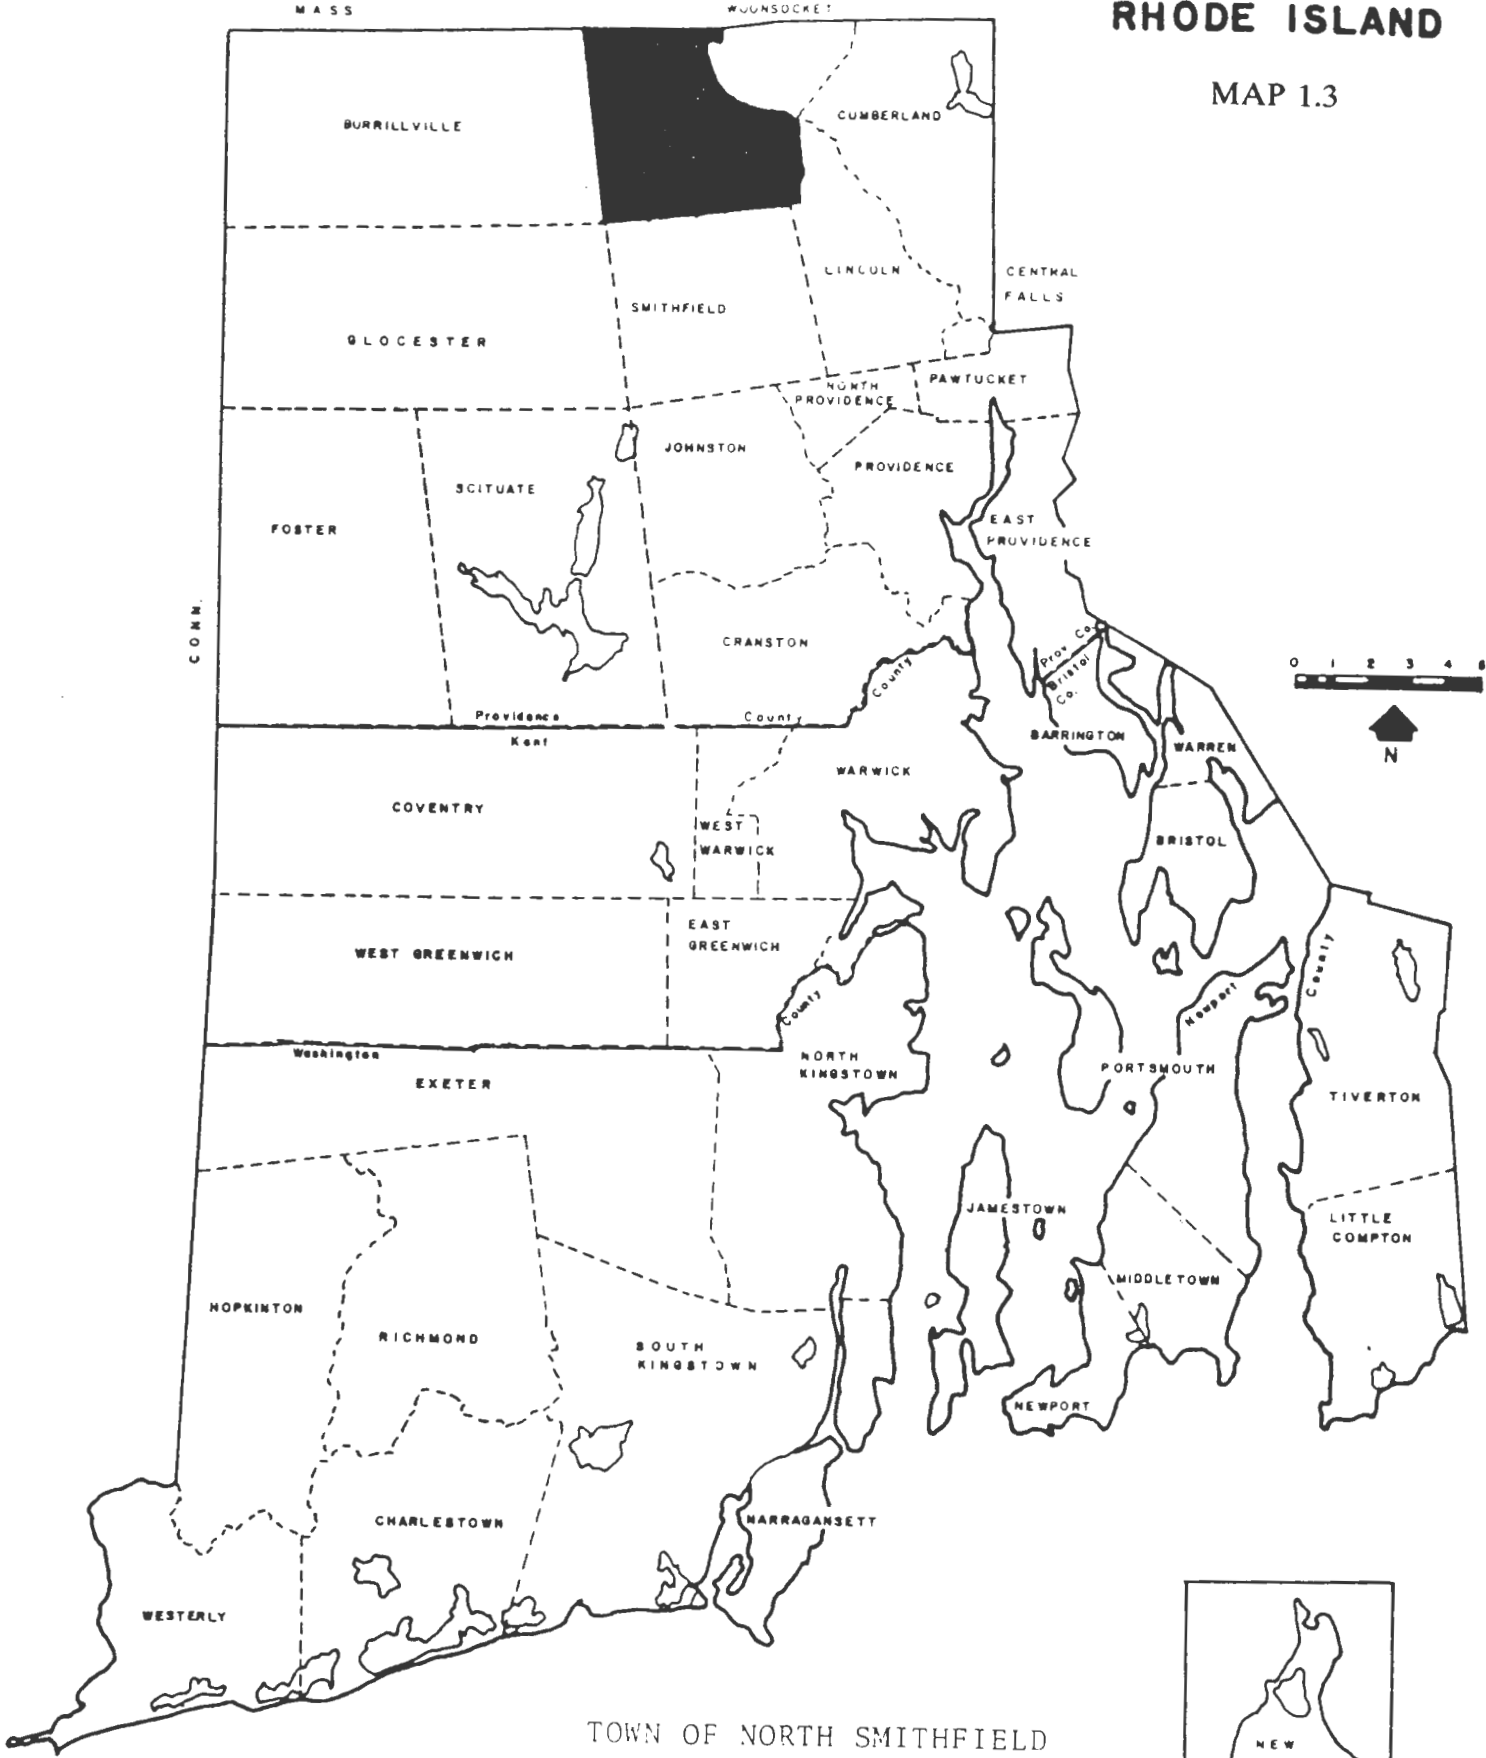 MASS
WOONSOCKET
RHODE ISLAND
MAP 1.3
BURRILLVILLE
CUMBERLAND
LINCOLN
CENTRAL
FALLS
SMITHFIELD
GLOCESTER
NORTH
PROVIDENCE
PAWTUCKET
JOHNSTON
PROVIDENCE
SCITUATE
FOSTER
EAST
PROVIDENCE
CONN.
CRANSTON
County
Prov. Co.
Bristol
Co.
0 1 2 3 4 5
N
Providence County
Kent
BARRINGTON
WARREN
WARWICK
COVENTRY
WEST
WARWICK
BRISTOL
EAST
GREENWICH
WEST GREENWICH
County
Newport
County
Washington
NORTH
KINGSTOWN
EXETER
PORTSMOUTH
TIVERTON
JAMESTOWN
LITTLE
COMPTON
MIDDLETOWN
HOPKINTON
RICHMOND
SOUTH
KINGSTOWN
NEWPORT
CHARLESTOWN
NARRAGANSETT
WESTERLY
TOWN OF NORTH SMITHFIELD
NEW